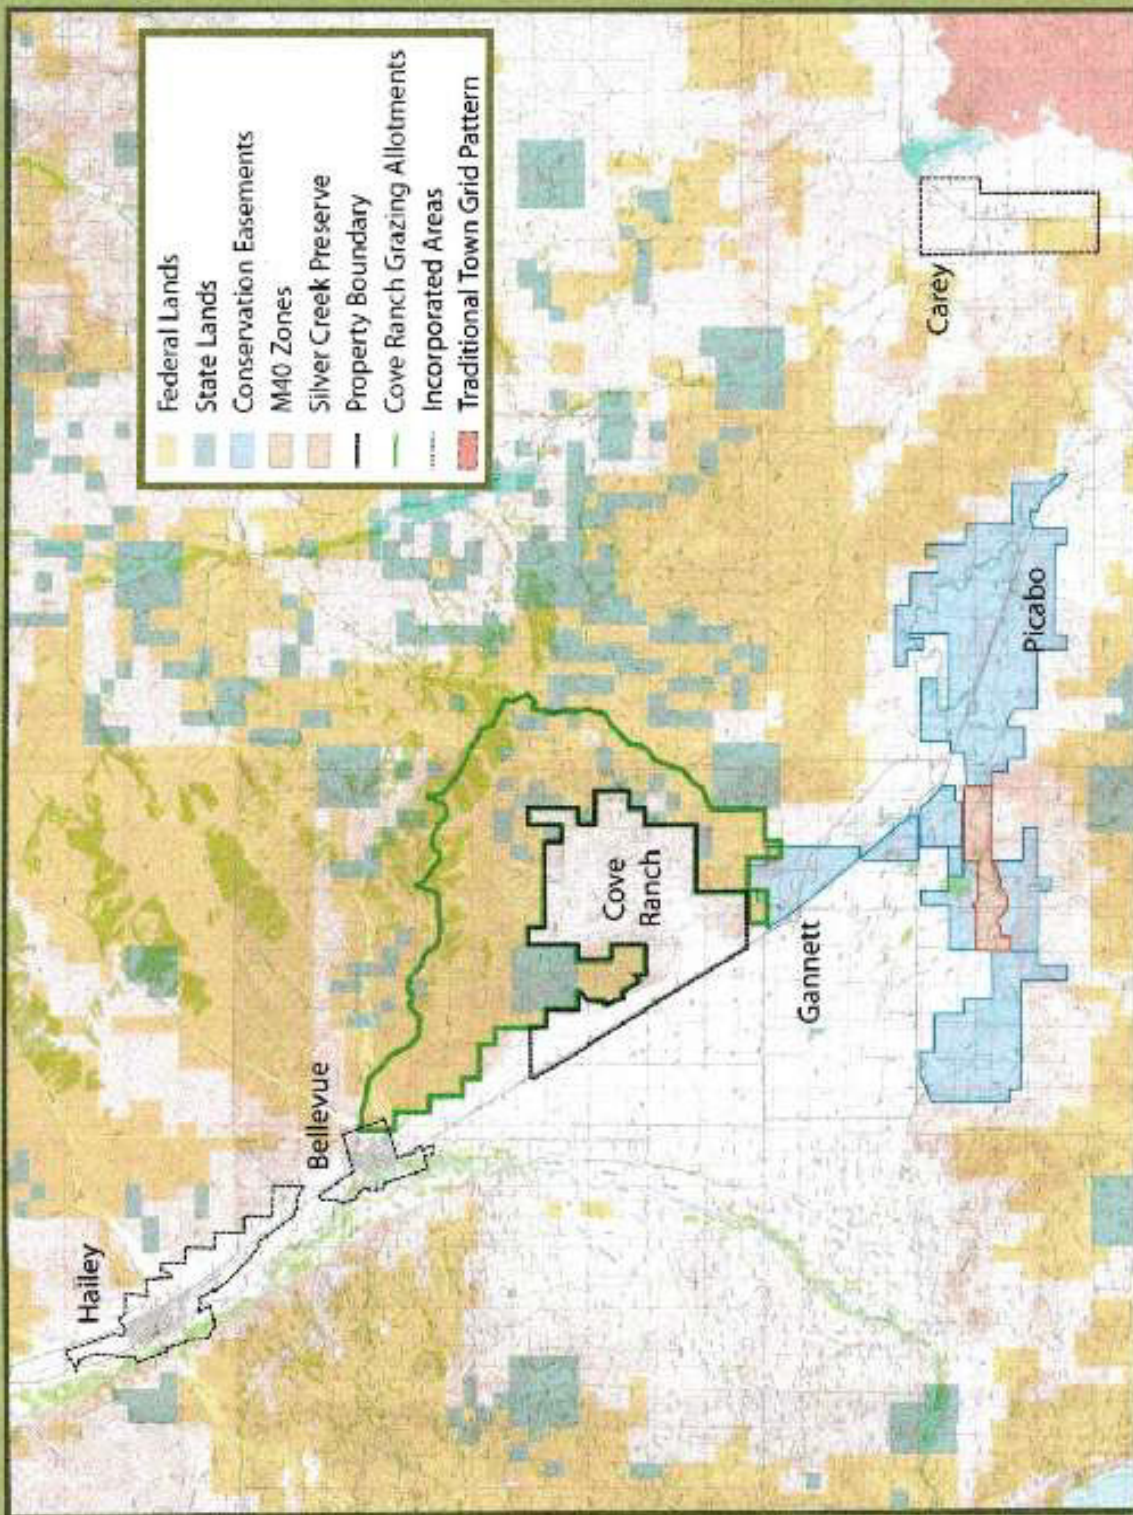 Federal Lands
State Lands
Conservation Easements
M40 Zones
Silver Creek Preserve
Property Boundary
Cove Ranch Grazing Allotments
Incorporated Areas
Traditional Town Grid Pattern
Hailey
Bellevue
Cove
Ranch
Gannett
Picabo
Carey